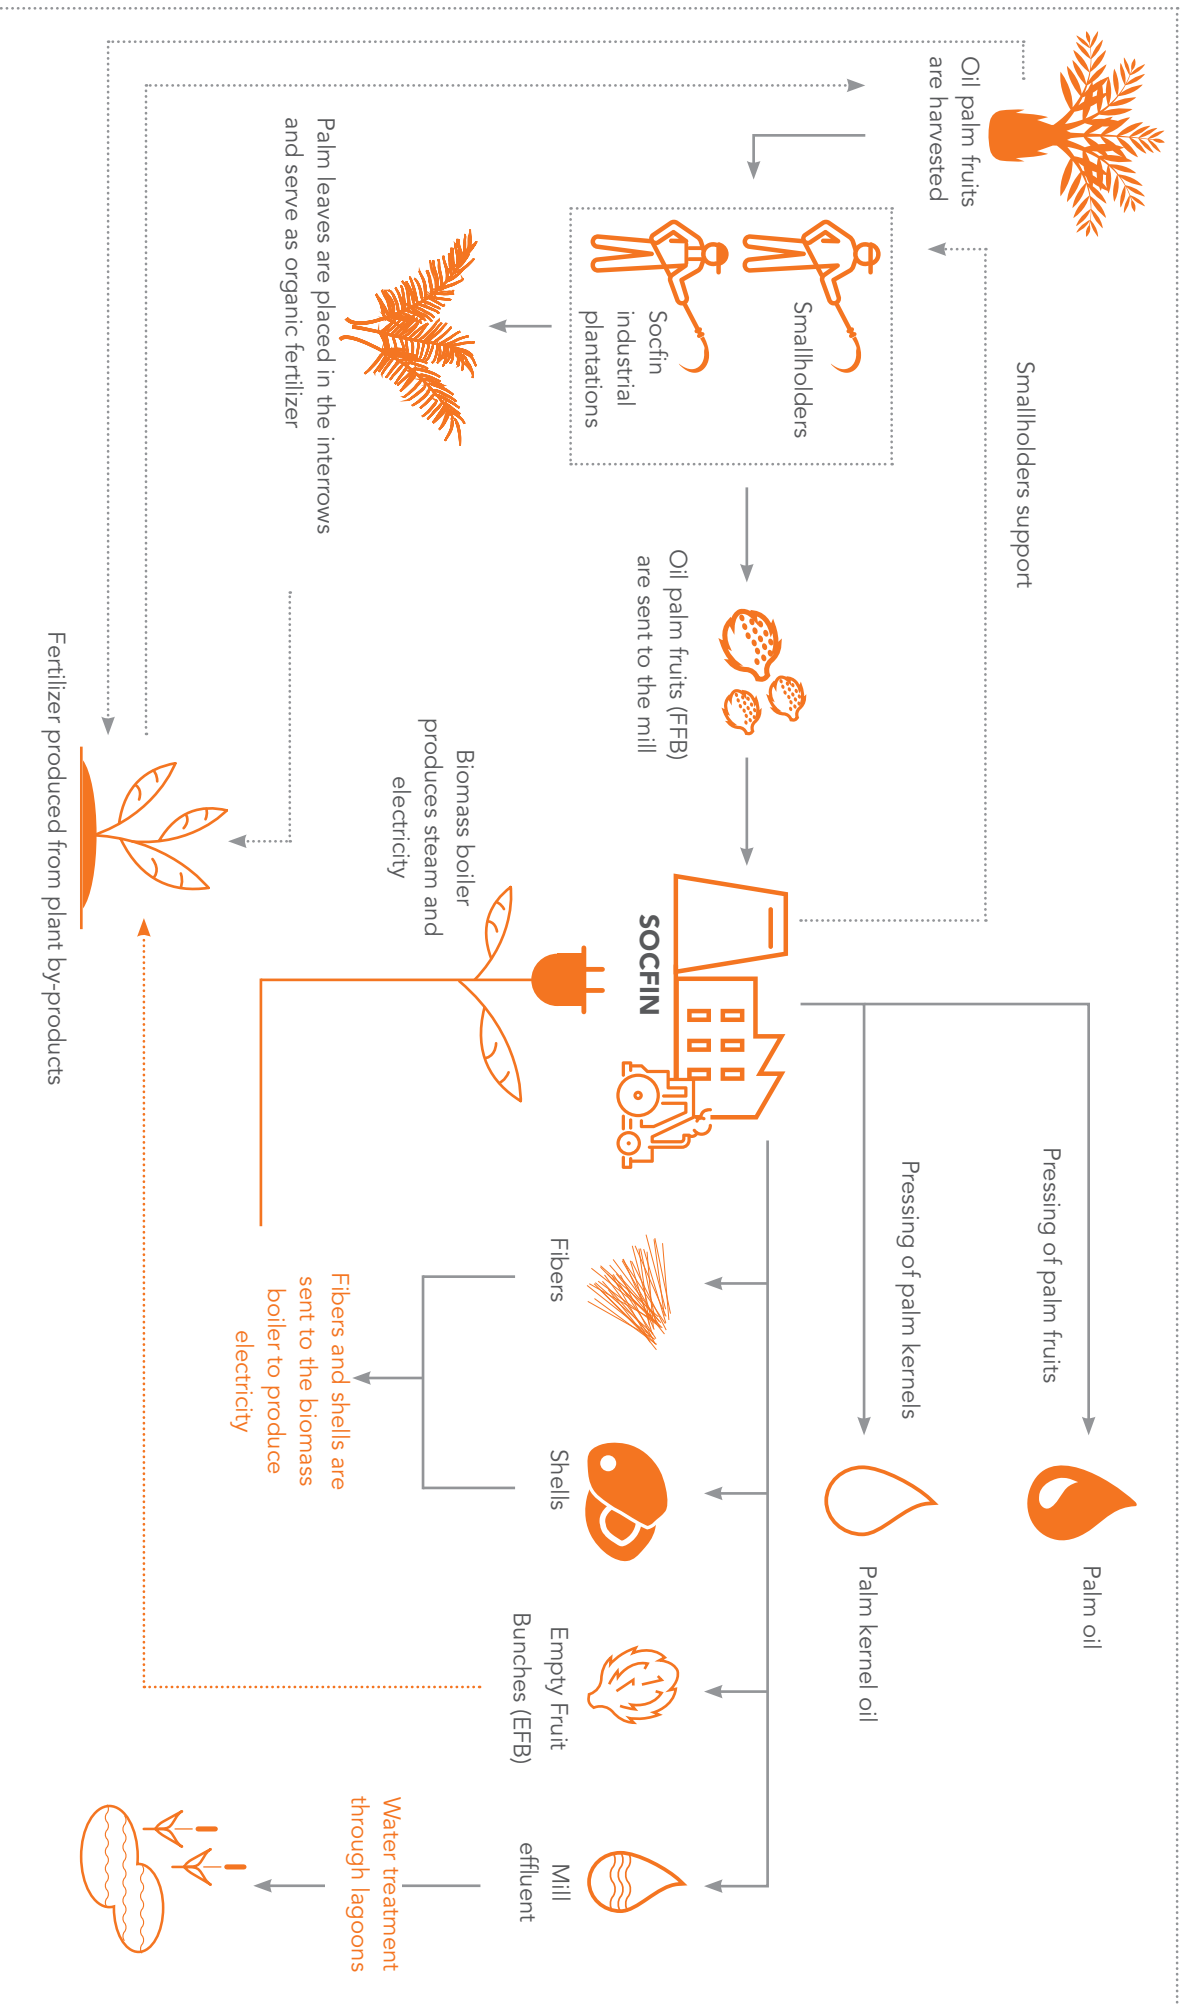 Oil palm fruits
are harvested
Smallholders support
Smallholders
Socfin
industrial
plantations
Palm leaves are placed in the interrows
and serve as organic fertilizer
Oil palm fruits (FFB)
are sent to the mill
SOCFIN
Biomass boiler
produces steam and
electricity
Fertilizer produced from plant by-products
Pressing of palm fruits
Palm oil
Pressing of palm kernels
Palm kernel oil
Fibers
Shells
Empty Fruit
Bunches (EFB)
Mill
effluent
Fibers and shells are
sent to the biomass
boiler to produce
electricity
Water treatment
through lagoons